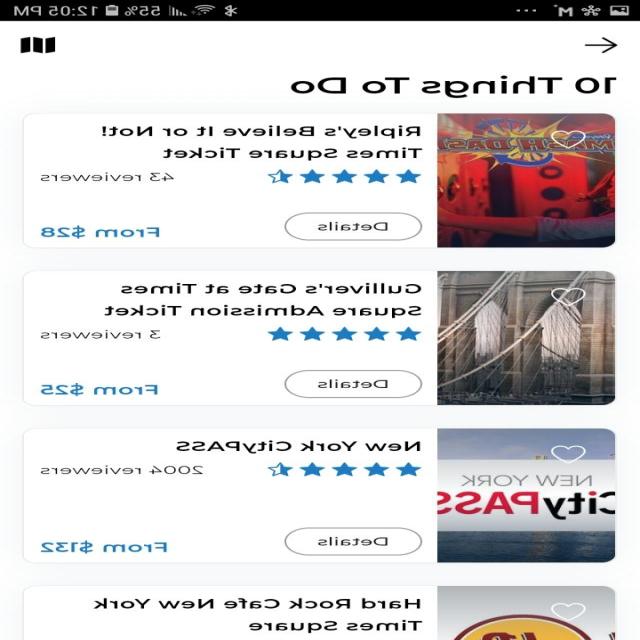 55% 12:05 PM
10 Things To Do
Ripley's Believe It or Not!
Times Square Ticket
43 reviewers
Details
From $28
Gulliver's Gate at Times
Square Admission Ticket
3 reviewers
Details
From $25
NEW YORK
CityPASS
New York CityPASS
2004 reviewers
Details
From $132
Hard Rock Cafe New York
Times Square